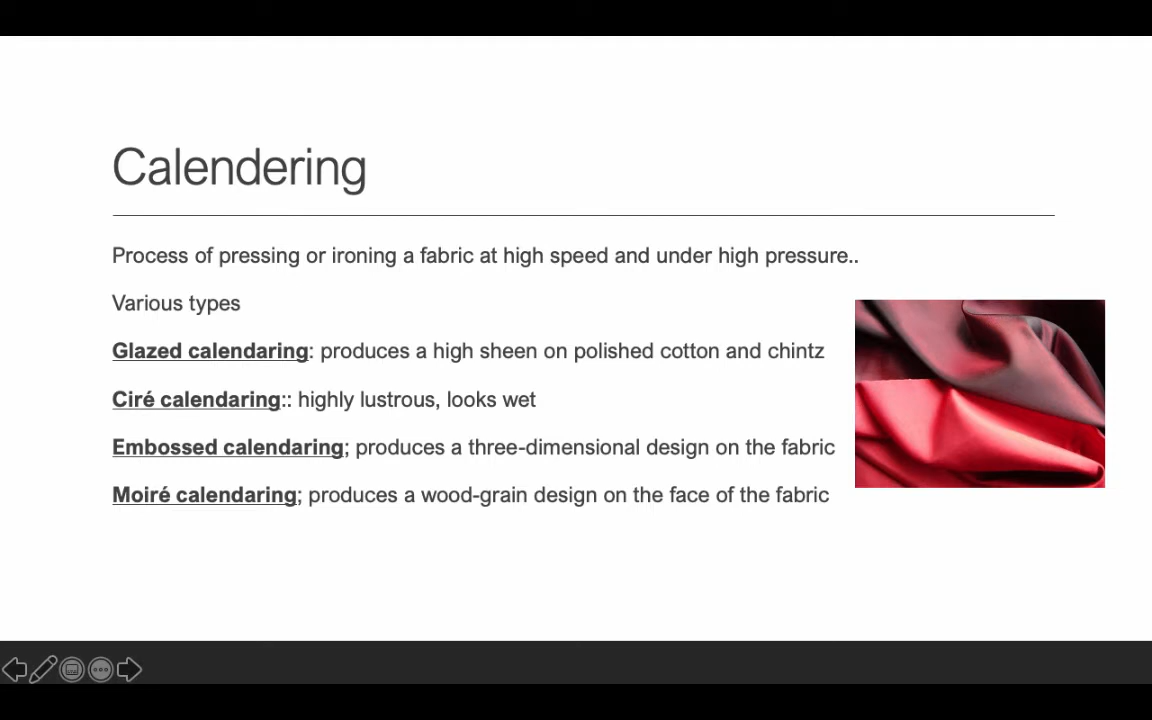 Calendering
Process of pressing or ironing a fabric at high speed and under high pressure..
Various types
Glazed calendaring: produces a high sheen on polished cotton and chintz
Ciré calendaring:: highly lustrous, looks wet
Embossed calendaring; produces a three-dimensional design on the fabric
Moiré calendaring; produces a wood-grain design on the face of the fabric